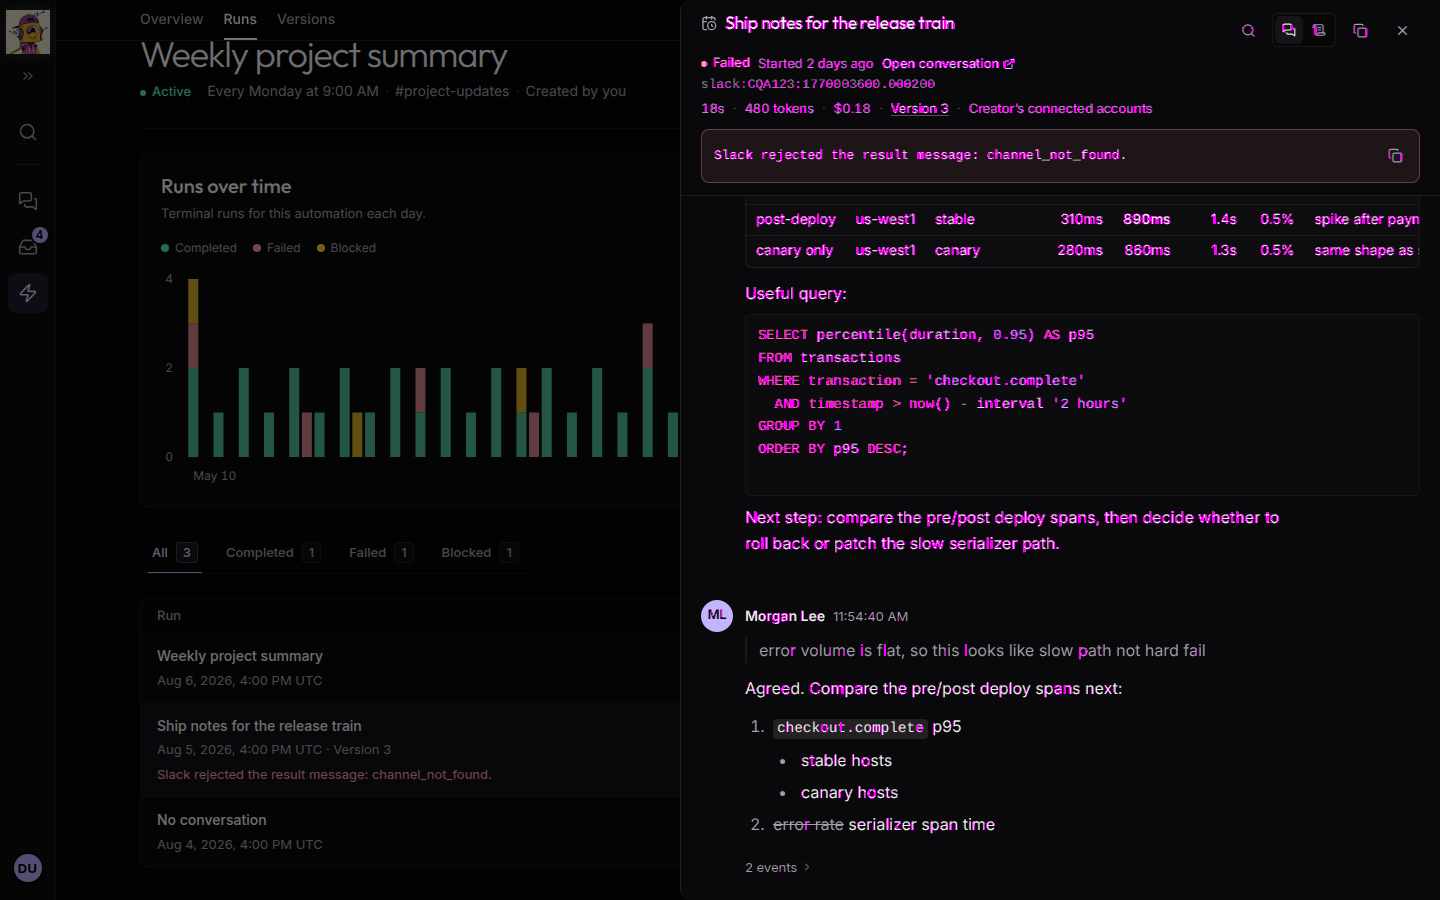 Overview Runs Versions
Weekly project summary
Active Every Monday at 9:00 AM · #project-updates · Created by you
4
Runs over time
Terminal runs for this automation each day.
Completed Failed Blocked
4
2
0
May 10
All 3 Completed 1 Failed 1 Blocked 1
Run
Weekly project summary
Aug 6, 2026, 4:00 PM UTC
Ship notes for the release train
Aug 5, 2026, 4:00 PM UTC · Version 3
Slack rejected the result message: channel_not_found.
No conversation
Aug 4, 2026, 4:00 PM UTC
DU
Ship notes for the release train
Failed Started 2 days ago Open conversation
slack:CQA123:1770003600.000200
18s · 480 tokens · $0.18 · Version 3 · Creator's connected accounts
Slack rejected the result message: channel_not_found.
post-deploy us-west1 stable 310ms 890ms 1.4s 0.5% spike after payn
canary only us-west1 canary 280ms 860ms 1.3s 0.5% same shape as
Useful query:
SELECT percentile(duration, 0.95) AS p95
FROM transactions
WHERE transaction = 'checkout.complete'
AND timestamp > now() - interval '2 hours'
GROUP BY 1
ORDER BY p95 DESC;
Next step: compare the pre/post deploy spans, then decide whether to
roll back or patch the slow serializer path.
ML Morgan Lee 11:54:40 AM
error volume is flat, so this looks like slow path not hard fail
Agreed. Compare the pre/post deploy spans next:
1. checkout.complete p95
• stable hosts
• canary hosts
2. error rate serializer span time
2 events